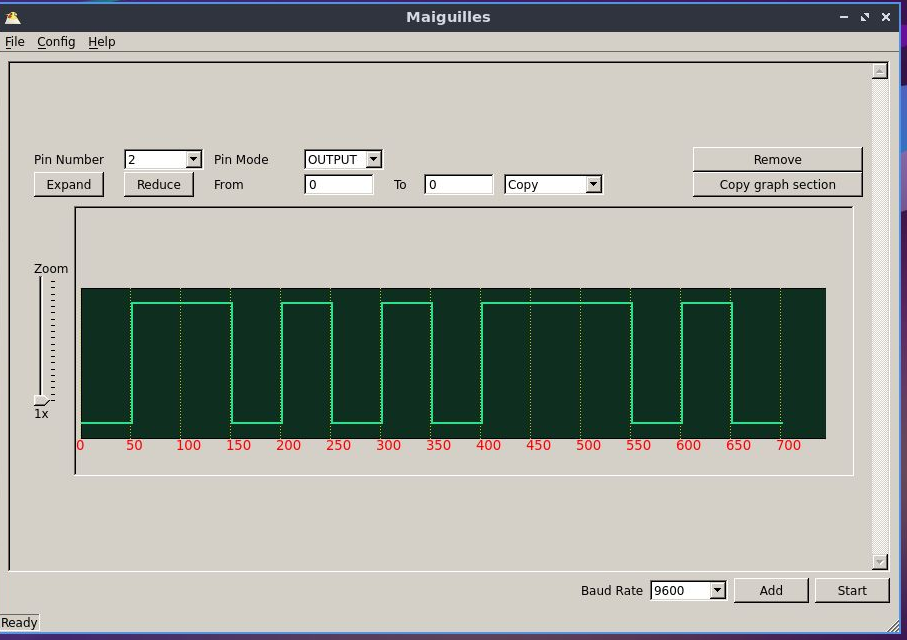 Maiguilles
File Config Help
Pin Number 2 Pin Mode OUTPUT Remove
Expand Reduce From 0 To 0 Copy Copy graph section
Zoom
1x
0 50 100 150 200 250 300 350 400 450 500 550 600 650 700
Baud Rate 9600 Add Start
Ready